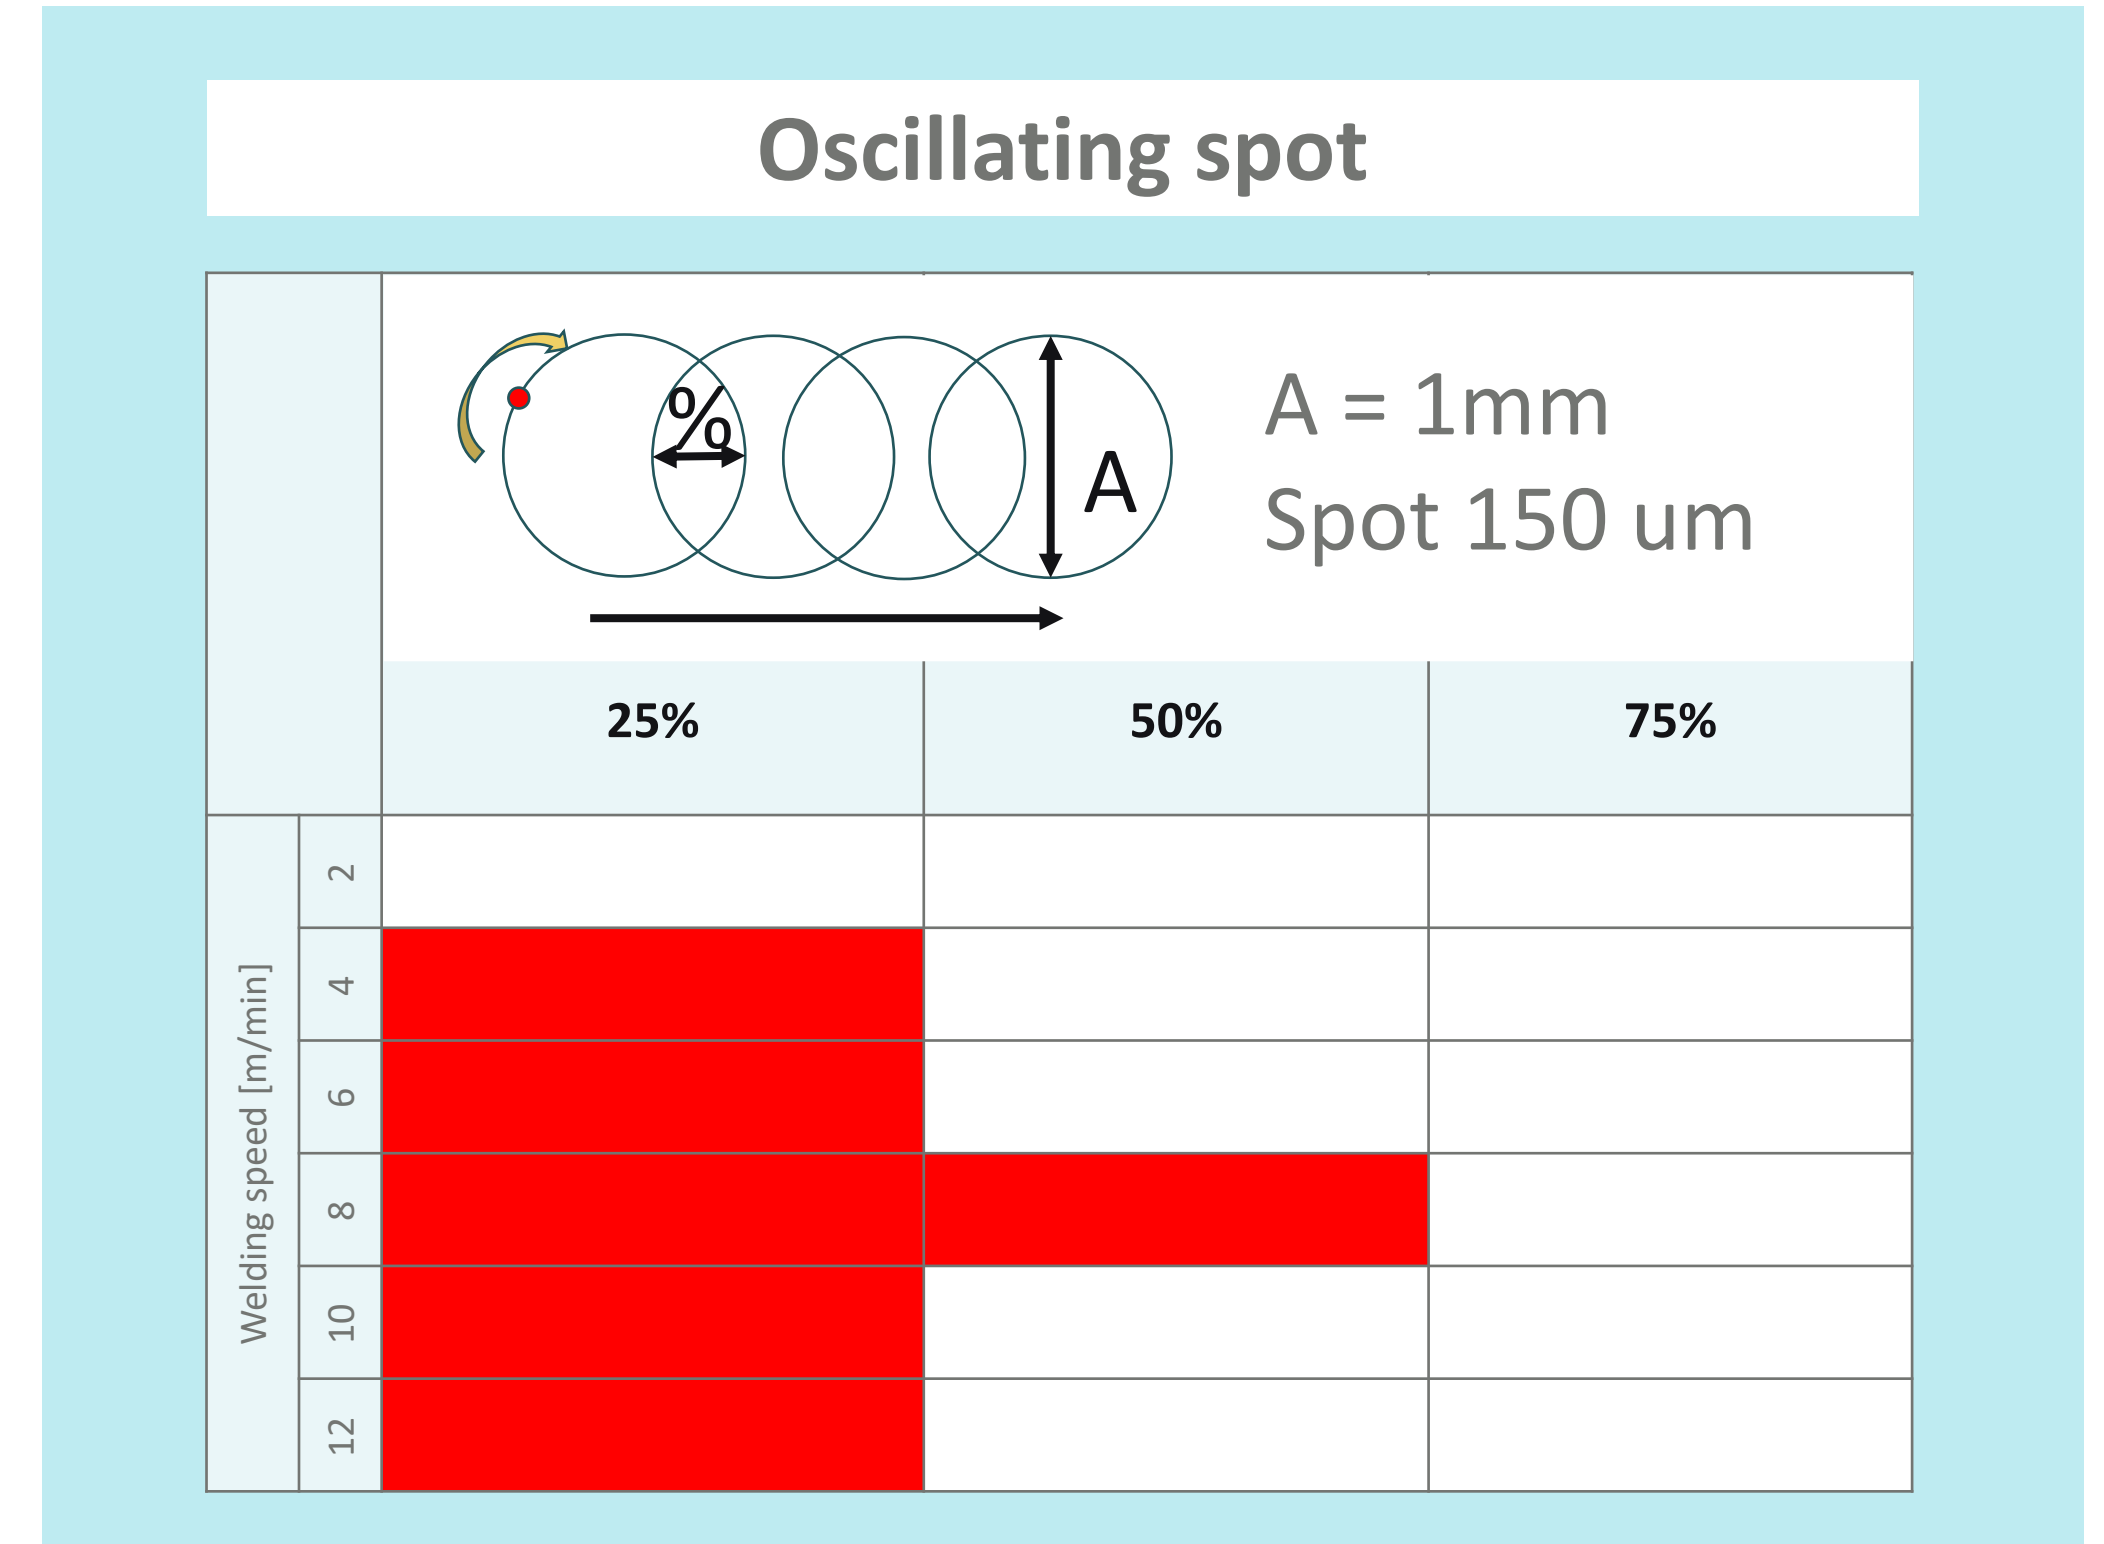 Oscillating spot
%
A
A = 1mm
Spot 150 um
25%
50%
75%
Welding speed [m/min]
2
4
6
8
10
12